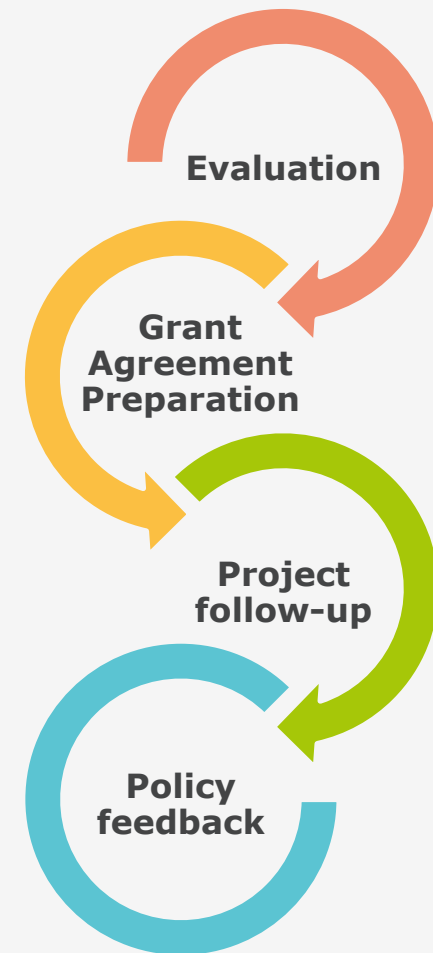 Evaluation
Grant
Agreement
Preparation
Project
follow-up
Policy
feedback